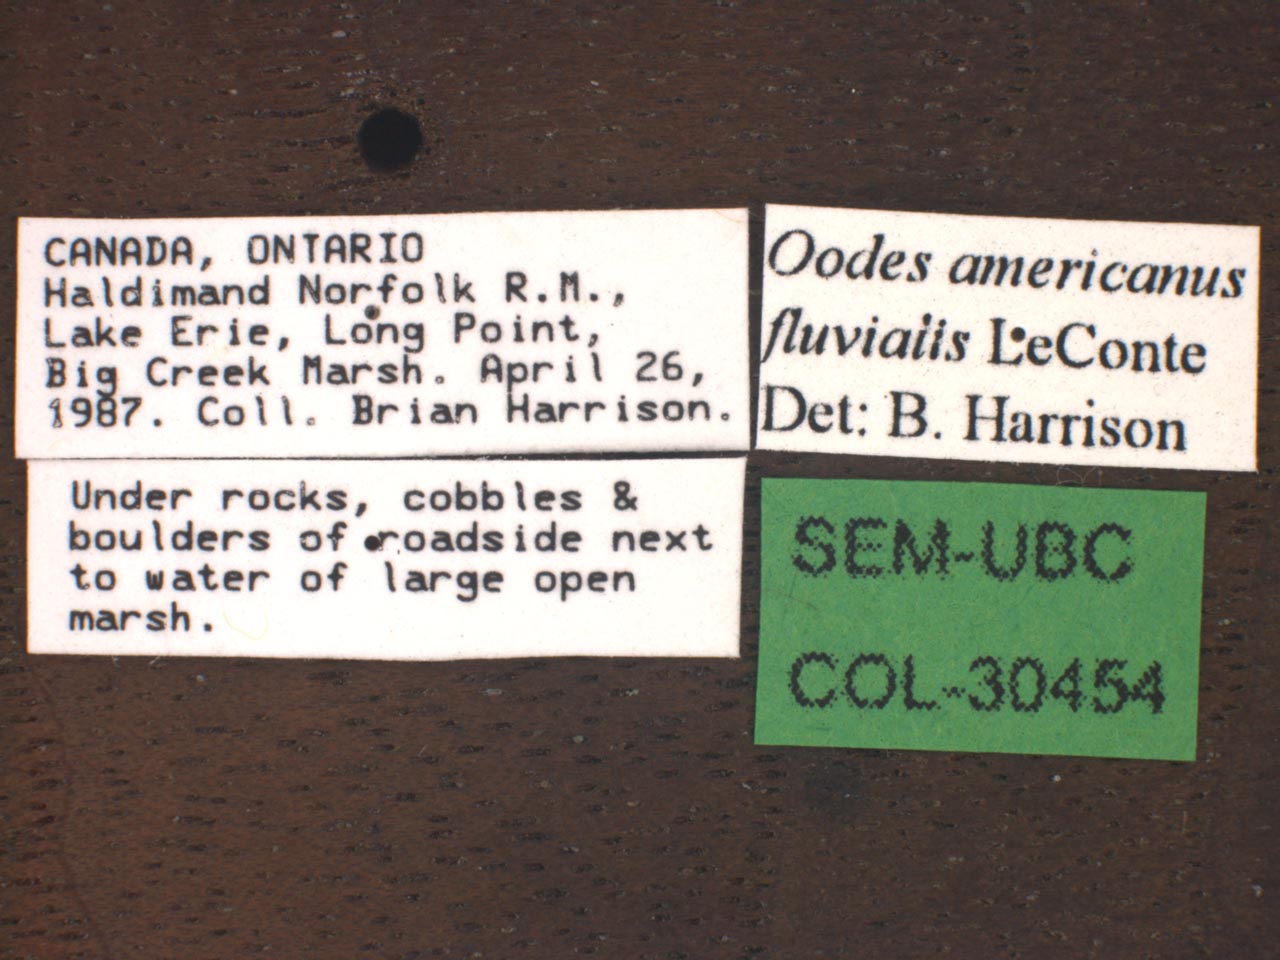 CANADA, ONTARIO
Haldimand Norfolk R.M.,
Lake Erie, Long Point,
Big Creek Marsh. April 26,
1987. Coll. Brian Harrison.
Under rocks, cobbles &
boulders of roadside next
to water of large open
marsh.
Oodes americanus
fluvialis LeConte
Det: B. Harrison
SEM-UBC
COL-30454